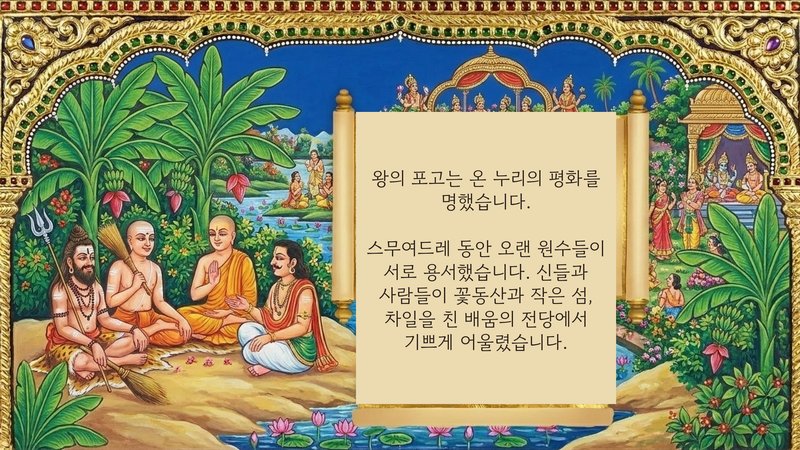 왕의 포고는 온 누리의 평화를
명했습니다.
스무여드레 동안 오랜 원수들이
서로 용서했습니다. 신들과
사람들이 꽃동산과 작은 섬,
차일을 친 배움의 전당에서
기쁘게 어울렸습니다.